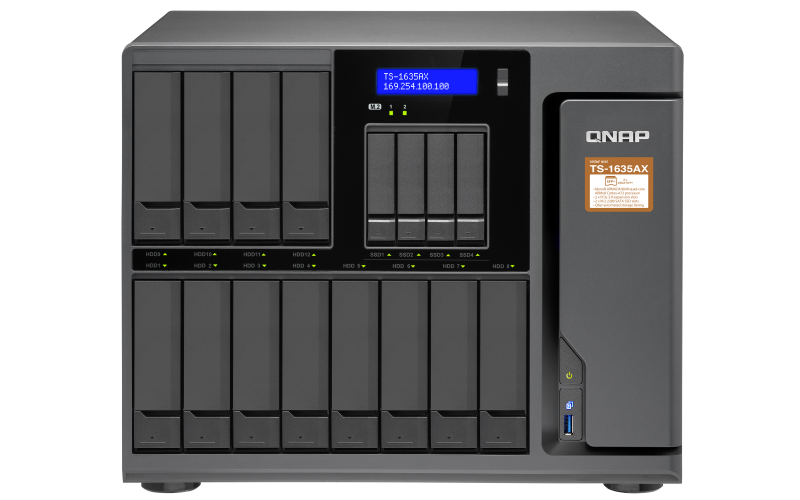 TS-1635AX
169.254.100.100
M.2 1 2
QNAP
TS-1635AX
HDD9 HDD10 HDD11 HDD12
SSD1 SSD2 SSD3 SSD4
HDD1 HDD 2 HDD 3 HDD 4 HDD 5 HDD 6 HDD 7 HDD 8